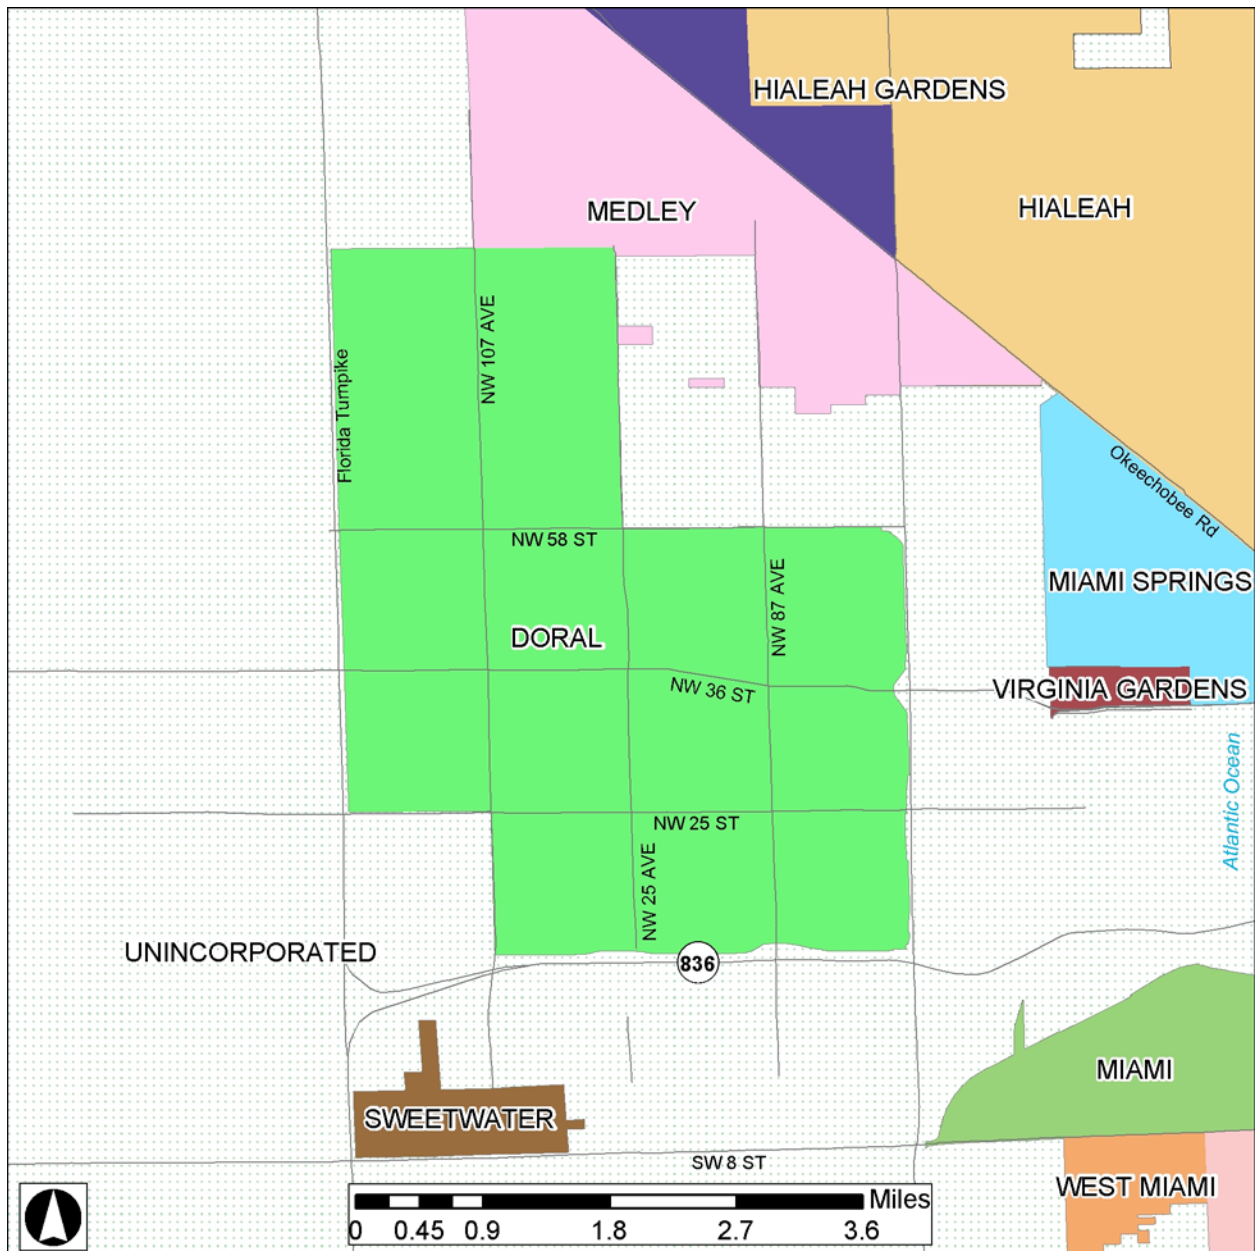 HIALEAH GARDENS
MEDLEY
HIALEAH
NW 107 AVE
Florida Turnpike
Okeechobee Rd
NW 58 ST
MIAMI SPRINGS
NW 87 AVE
DORAL
NW 36 ST
VIRGINIA GARDENS
Atlantic Ocean
NW 25 ST
NW 25 AVE
UNINCORPORATED
836
MIAMI
SWEETWATER
SW 8 ST
WEST MIAMI
Miles
0 0.45 0.9 1.8 2.7 3.6